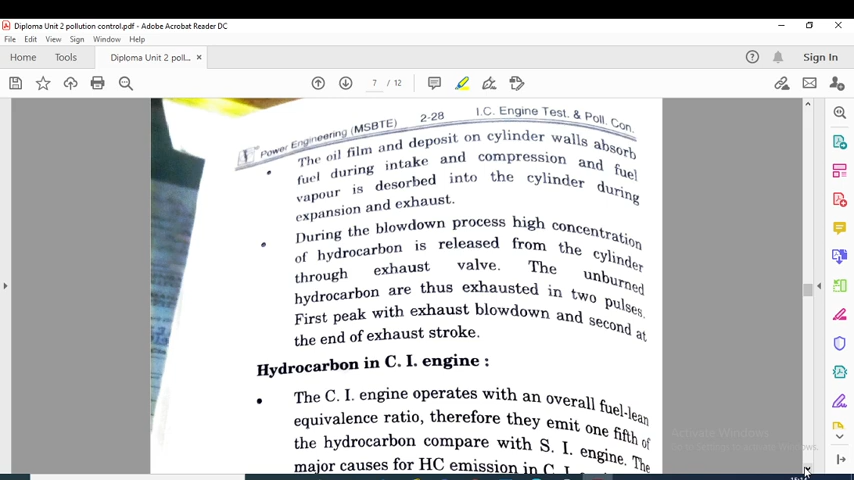 Diploma Unit 2 pollution control.pdf - Adobe Acrobat Reader DC
File Edit View Sign Window Help
Home Tools Diploma Unit 2 poll... × Sign In
7 / 12
Power Engineering (MSBTE) 2-28 I.C. Engine Test. & Poll. Con.
• The oil film and deposit on cylinder walls absorb
fuel during intake and compression and fuel
vapour is desorbed into the cylinder during
expansion and exhaust.
• During the blowdown process high concentration
of hydrocarbon is released from the cylinder
through exhaust valve. The unburned
hydrocarbon are thus exhausted in two pulses.
First peak with exhaust blowdown and second at
the end of exhaust stroke.
Hydrocarbon in C. I. engine :
• The C. I. engine operates with an overall fuel-lean
equivalence ratio, therefore they emit one fifth of
the hydrocarbon compare with S. I. engine. The
major causes for HC emission in C. I.
Activate Windows